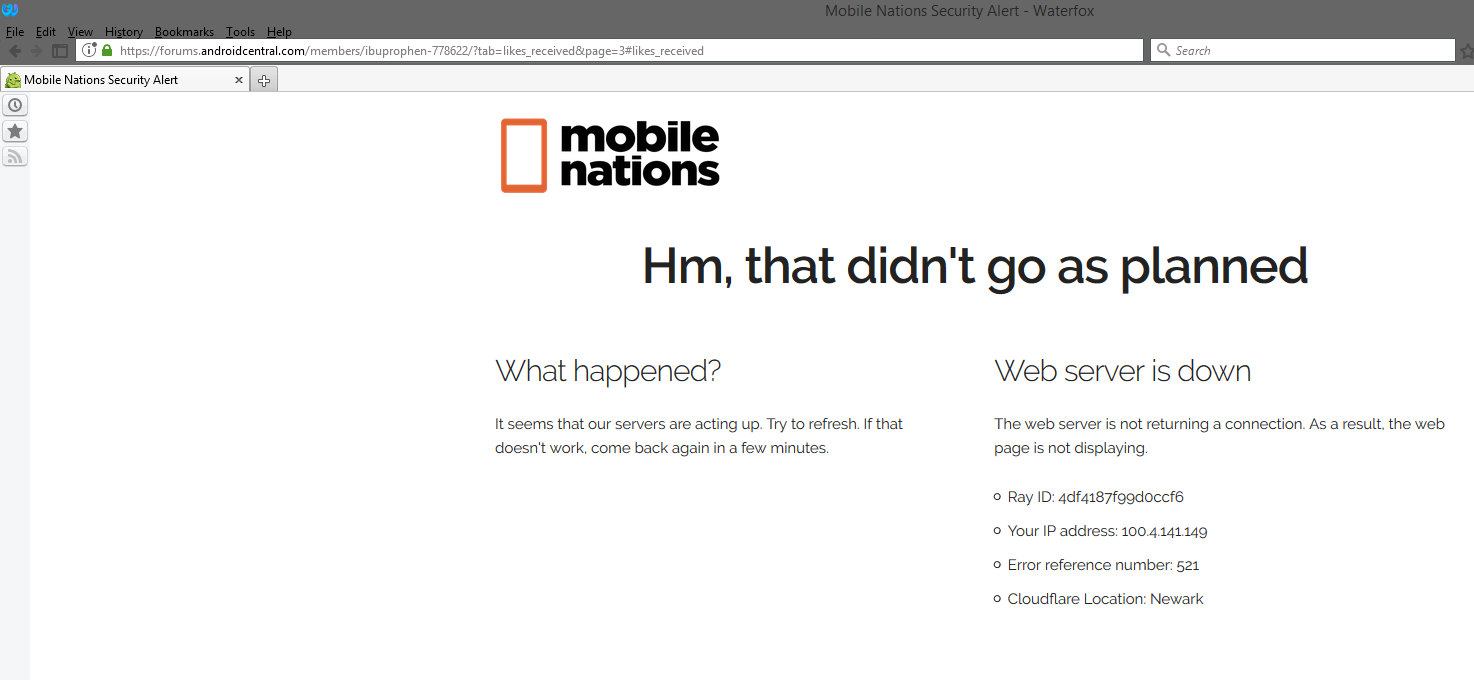 Mobile Nations Security Alert - Waterfox
File Edit View History Bookmarks Tools Help
https://forums.androidcentral.com/members/ibuprophen-778622/?tab=likes_received&page=3#likes_received
Search
Mobile Nations Security Alert
mobile
nations
Hm, that didn't go as planned
What happened?
It seems that our servers are acting up. Try to refresh. If that
doesn't work, come back again in a few minutes.
Web server is down
The web server is not returning a connection. As a result, the web
page is not displaying.
Ray ID: 4df4187f99d0ccf6
Your IP address: 100.4.141.149
Error reference number: 521
Cloudflare Location: Newark